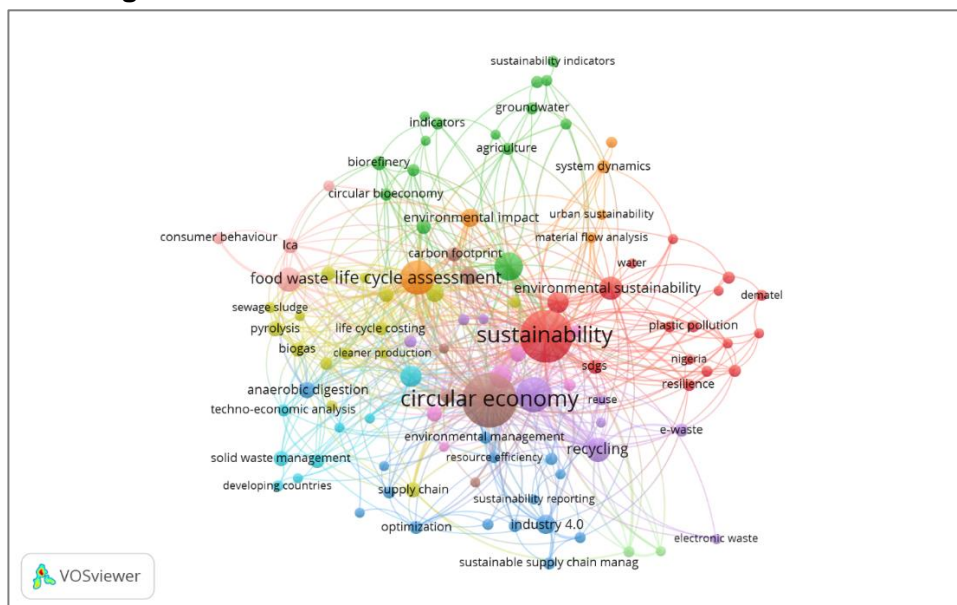 sustainability indicators
groundwater
indicators
agriculture
biorefinery
system dynamics
circular bioeconomy
environmental impact
urban sustainability
consumer behaviour
lca
material flow analysis
carbon footprint
water
food waste
life cycle assessment
environmental sustainability
dematel
sewage sludge
pyrolysis
life cycle costing
sustainability
plastic pollution
biogas
cleaner production
sdgs
nigeria
resilience
anaerobic digestion
circular economy
reuse
techno-economic analysis
environmental management
e-waste
recycling
solid waste management
resource efficiency
developing countries
supply chain
sustainability reporting
optimization
industry 4.0
electronic waste
sustainable supply chain manag
VOSviewer